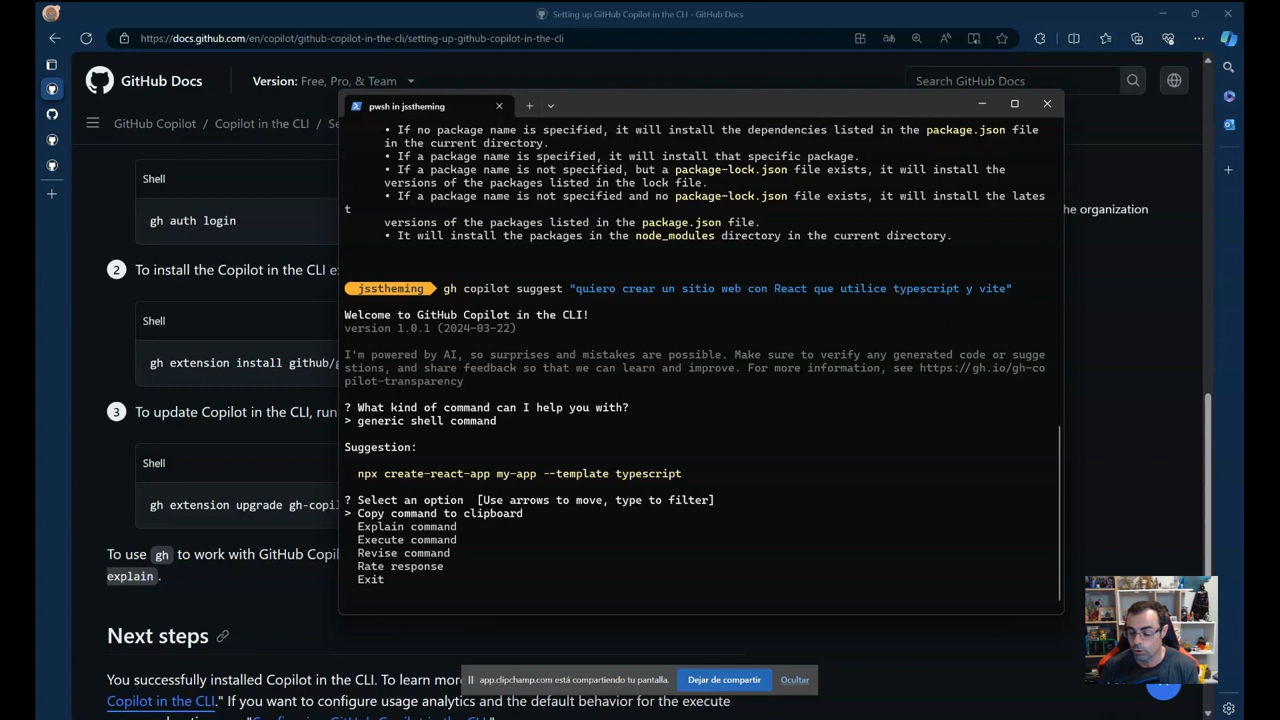 Setting up GitHub Copilot in the CLI - GitHub Docs
https://docs.github.com/en/copilot/github-copilot-in-the-cli/setting-up-github-copilot-in-the-cli
GitHub Docs
Version: Free, Pro, & Team
Search GitHub Docs
GitHub Copilot / Copilot in the CLI / Se
Shell
gh auth login
the organization
2 To install the Copilot in the CLI e
Shell
gh extension install github/g
3 To update Copilot in the CLI, run
Shell
gh extension upgrade gh-copi
To use gh to work with GitHub Copil
explain .
Next steps
You successfully installed Copilot in the CLI. To learn more
Copilot in the CLI." If you want to configure usage analytics and the default behavior for the execute
pwsh in jsstheming
• If no package name is specified, it will install the dependencies listed in the package.json file
in the current directory.
• If a package name is specified, it will install that specific package.
• If a package name is not specified, but a package-lock.json file exists, it will install the
versions of the packages listed in the lock file.
• If a package name is not specified and no package-lock.json file exists, it will install the lates
t
versions of the packages listed in the package.json file.
• It will install the packages in the node_modules directory in the current directory.
jsstheming gh copilot suggest "quiero crear un sitio web con React que utilice typescript y vite"
Welcome to GitHub Copilot in the CLI!
version 1.0.1 (2024-03-22)
I'm powered by AI, so surprises and mistakes are possible. Make sure to verify any generated code or sugge
stions, and share feedback so that we can learn and improve. For more information, see https://gh.io/gh-co
pilot-transparency
? What kind of command can I help you with?
> generic shell command
Suggestion:
npx create-react-app my-app --template typescript
? Select an option [Use arrows to move, type to filter]
> Copy command to clipboard
Explain command
Execute command
Revise command
Rate response
Exit
app.clipchamp.com está compartiendo tu pantalla.
Dejar de compartir
Ocultar